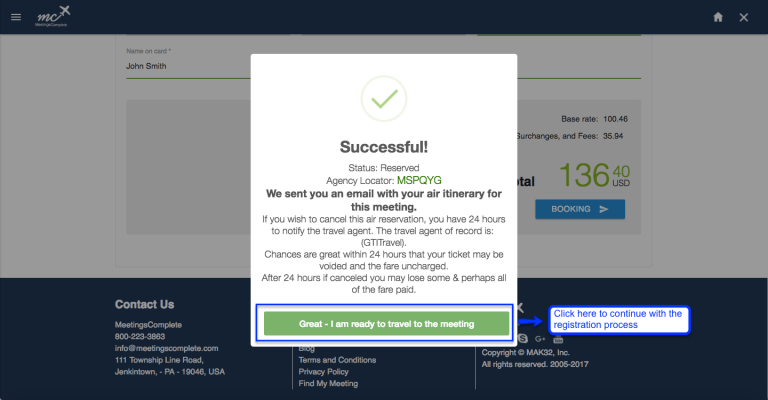 mc
MeetingsComplete
Name on card *
John Smith
Successful!
Status: Reserved
Agency Locator: MSPQYG
We sent you an email with your air itinerary for
this meeting.
If you wish to cancel this air reservation, you have 24 hours
to notify the travel agent. The travel agent of record is:
(GTITravel).
Chances are great within 24 hours that your ticket may be
voided and the fare uncharged.
After 24 hours if canceled you may lose some & perhaps all
of the fare paid.
Great - I am ready to travel to the meeting
Base rate: 100.46
Surchanges, and Fees: 35.94
tal 136 40 USD
BOOKING
Click here to continue with the
registration process
Contact Us
MeetingsComplete
800-223-3863
info@meetingscomplete.com
111 Township Line Road,
Jenkintown, - PA - 19046, USA
Blog
Terms and Conditions
Privacy Policy
Find My Meeting
Copyright © MAK32, Inc.
All rights reserved. 2005-2017